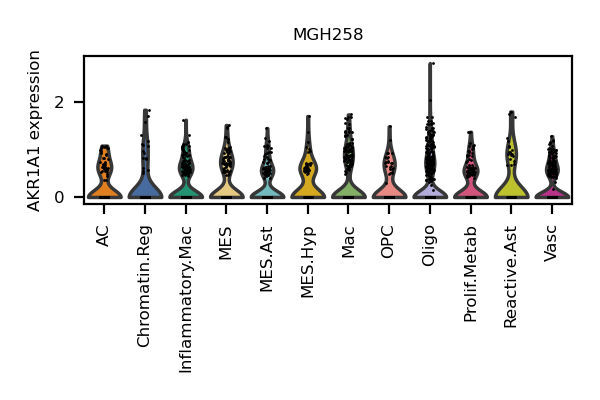 MGH258
AKR1A1 expression
2
0
AC
Chromatin.Reg
Inflammatory.Mac
MES
MES.Ast
MES.Hyp
Mac
OPC
Oligo
Prolif.Metab
Reactive.Ast
Vasc